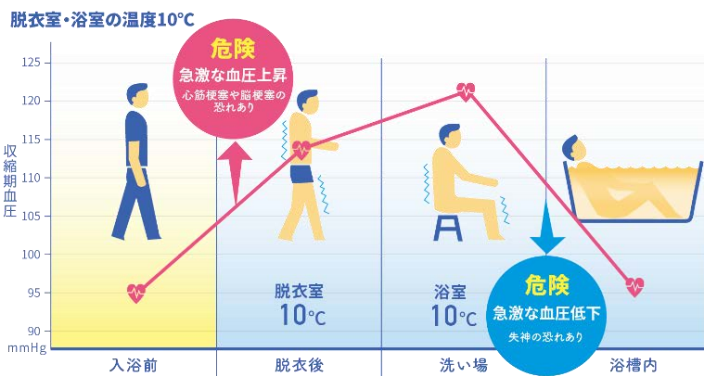 脱衣室・浴室の温度10℃
危険
急激な血圧上昇
心筋梗塞や脳梗塞の
恐れあり
収縮期血圧
125
120
115
110
105
100
95
90
mmHg
脱衣室
10℃
浴室
10℃
危険
急激な血圧低下
失神の恐れあり
入浴前
脱衣後
洗い場
浴槽内